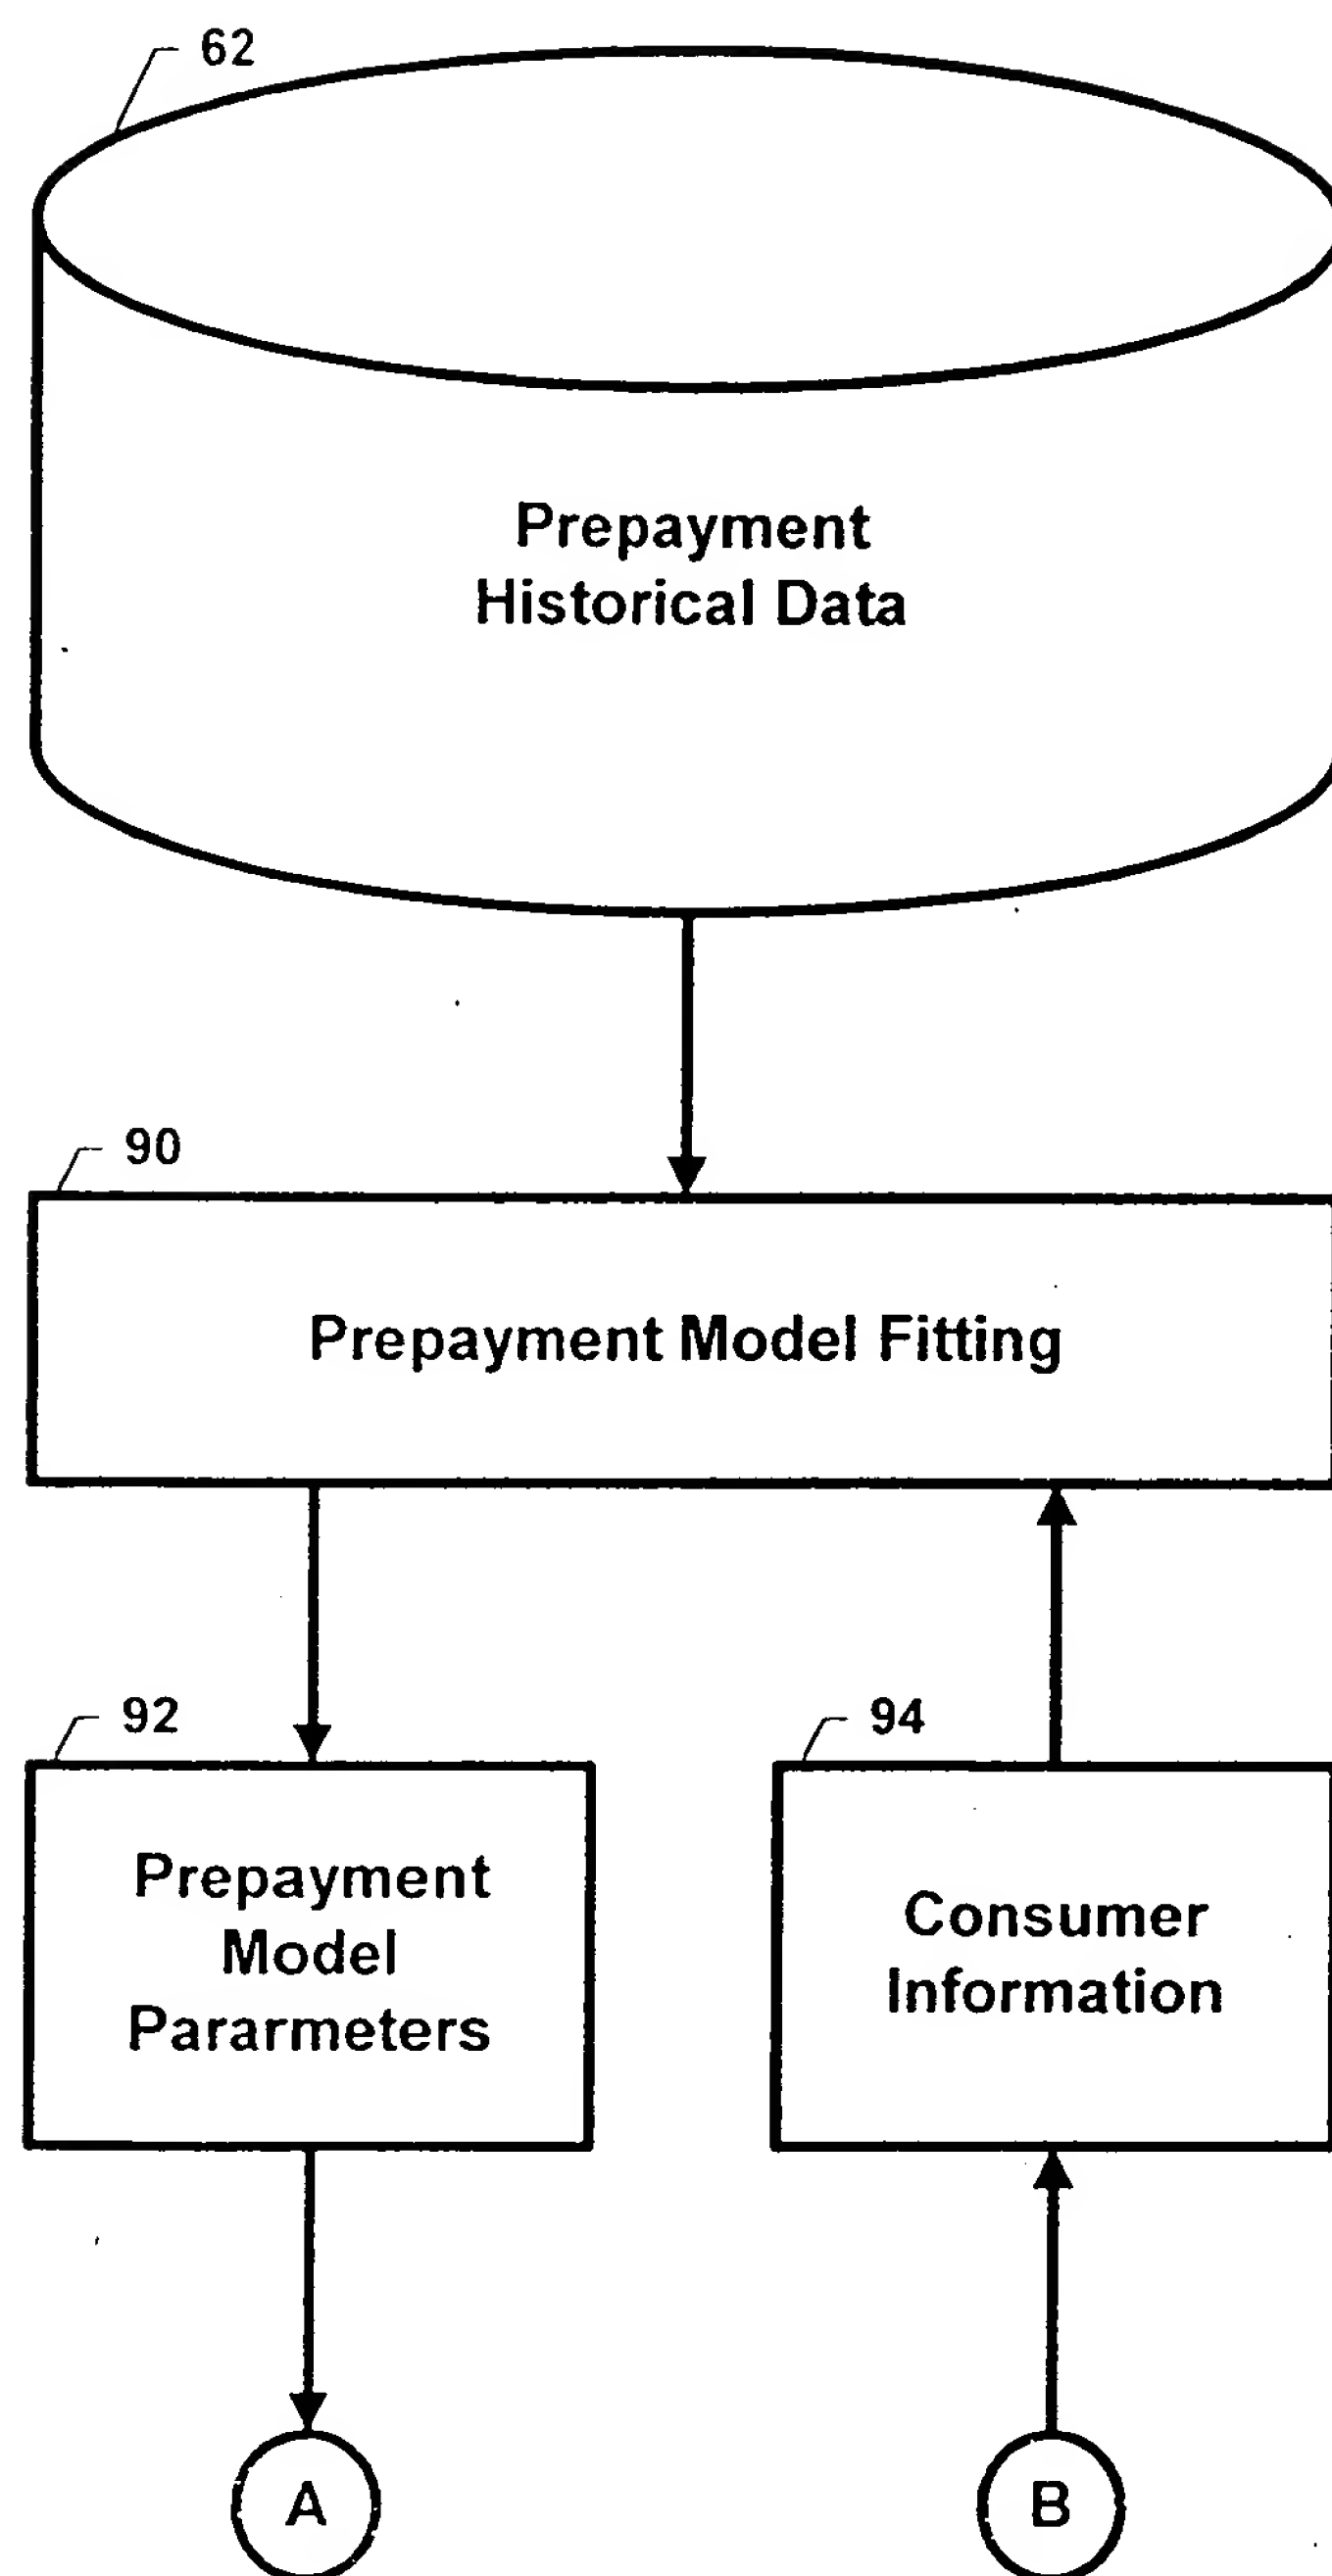 62
Prepayment
Historical Data
90
Prepayment Model Fitting
92
Prepayment
Model
Pararmeters
94
Consumer
Information
A
B